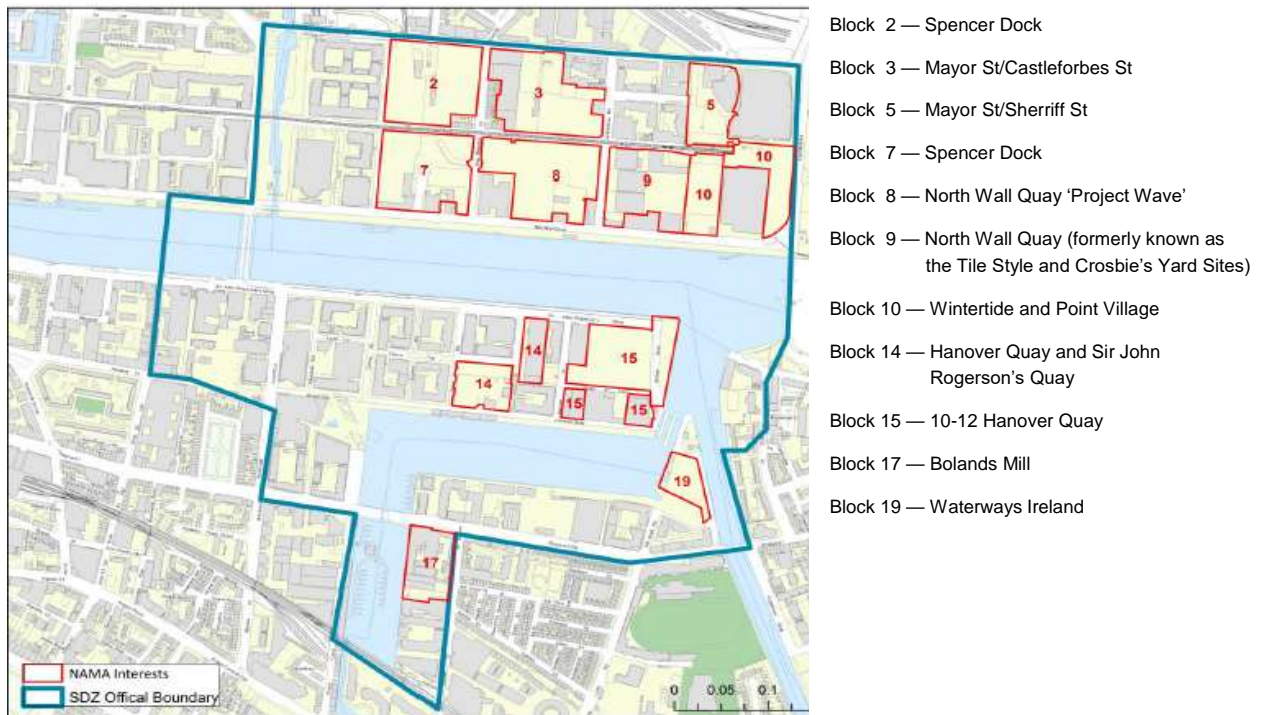 2
3
5
10
7
8
9
10
14
15
14
15
15
19
17
NAMA Interests
SDZ Offical Boundary
0 0.05 0.1
Block 2 — Spencer Dock
Block 3 — Mayor St/Castleforbes St
Block 5 — Mayor St/Sherriff St
Block 7 — Spencer Dock
Block 8 — North Wall Quay ‘Project Wave’
Block 9 — North Wall Quay (formerly known as
the Tile Style and Crosbie’s Yard Sites)
Block 10 — Wintertide and Point Village
Block 14 — Hanover Quay and Sir John
Rogerson’s Quay
Block 15 — 10-12 Hanover Quay
Block 17 — Bolands Mill
Block 19 — Waterways Ireland